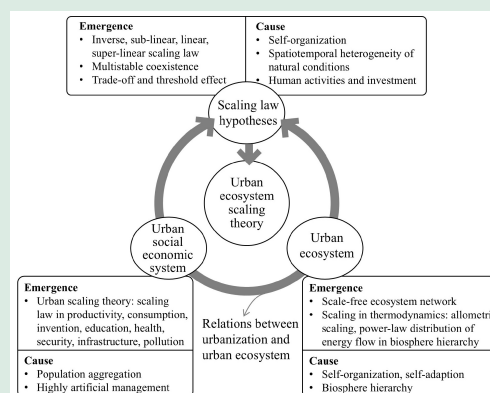 Emergence
• Inverse, sub-linear, linear,
super-linear scaling law
• Multistable coexistence
• Trade-off and threshold effect
Cause
• Self-organization
• Spatiotemporal heterogeneity of
natural conditions
• Human activities and investment
Scaling law
hypotheses
Urban
ecosystem
scaling
theory
Urban
social
economic
system
Urban
ecosystem
Emergence
• Urban scaling theory: scaling
law in productivity, consumption,
invention, education, health,
security, infrastructure, pollution
Cause
• Population aggregation
• Highly artificial management
Relations between
urbanization and
urban ecosystem
Emergence
• Scale-free ecosystem network
• Scaling in thermodynamics: allometri
scaling, power-law distribution of
energy flow in biosphere hierarchy
Cause
• Self-organization, self-adaption
• Biosphere hierarchy